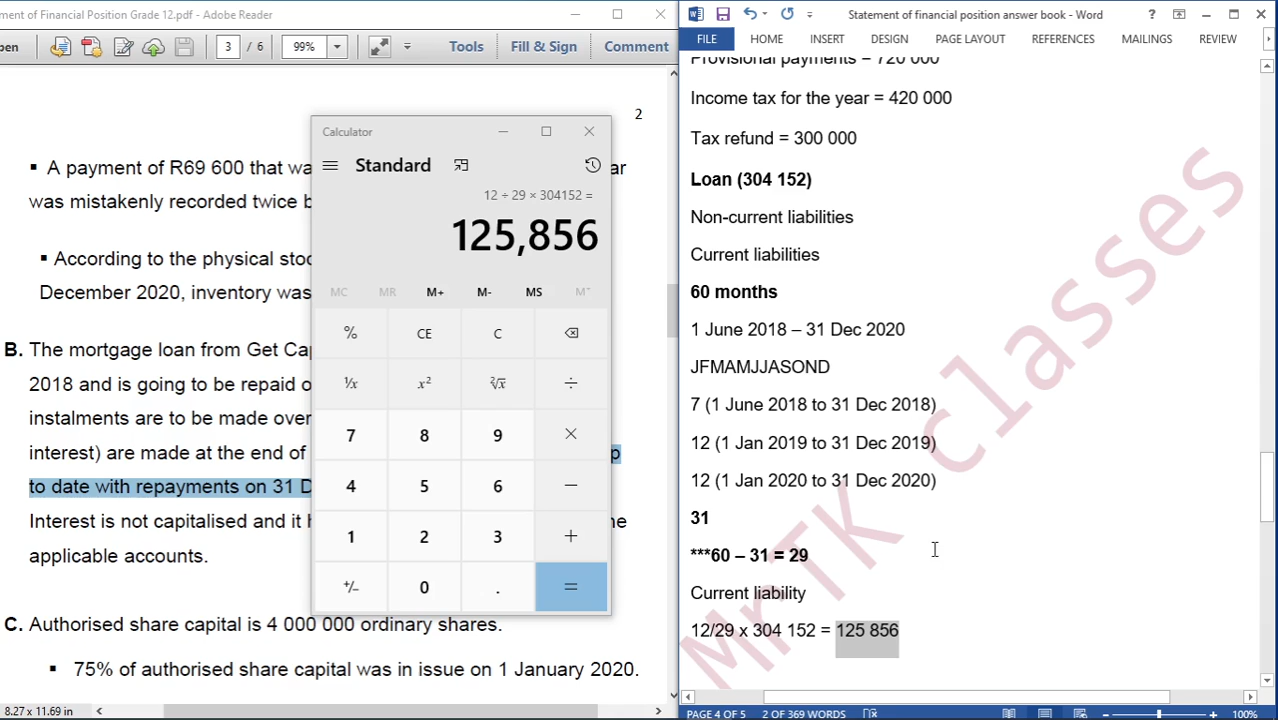 ment of Financial Position Grade 12.pdf - Adobe Reader
pen
3 / 6
99%
Tools
Fill & Sign
Comment
2
▪ A payment of R69 600 that wa
ar
was mistakenly recorded twice b
▪ According to the physical stoc
December 2020, inventory was
B. The mortgage loan from Get Cap
2018 and is going to be repaid o
instalments are to be made over
interest) are made at the end of
p
to date with repayments on 31 D
Interest is not capitalised and it h
ne
applicable accounts.
C. Authorised share capital is 4 000 000 ordinary shares.
▪ 75% of authorised share capital was in issue on 1 January 2020.
8.27 x 11.69 in
Calculator
Standard
12 ÷ 29 × 304152 =
125,856
MC MR M+ M- MS M˅
% CE C
¹/x x² ²√x ÷
7 8 9 ×
4 5 6 −
1 2 3 +
+/− 0 . =
Statement of financial position answer book - Word
?
FILE HOME INSERT DESIGN PAGE LAYOUT REFERENCES MAILINGS REVIEW
Provisional payments = 720 000
Income tax for the year = 420 000
Tax refund = 300 000
Loan (304 152)
Non-current liabilities
Current liabilities
60 months
1 June 2018 – 31 Dec 2020
JFMAMJJASOND
7 (1 June 2018 to 31 Dec 2018)
12 (1 Jan 2019 to 31 Dec 2019)
12 (1 Jan 2020 to 31 Dec 2020)
31
***60 – 31 = 29
Current liability
12/29 x 304 152 = 125 856
MrTK classes
PAGE 4 OF 5 2 OF 369 WORDS
100%